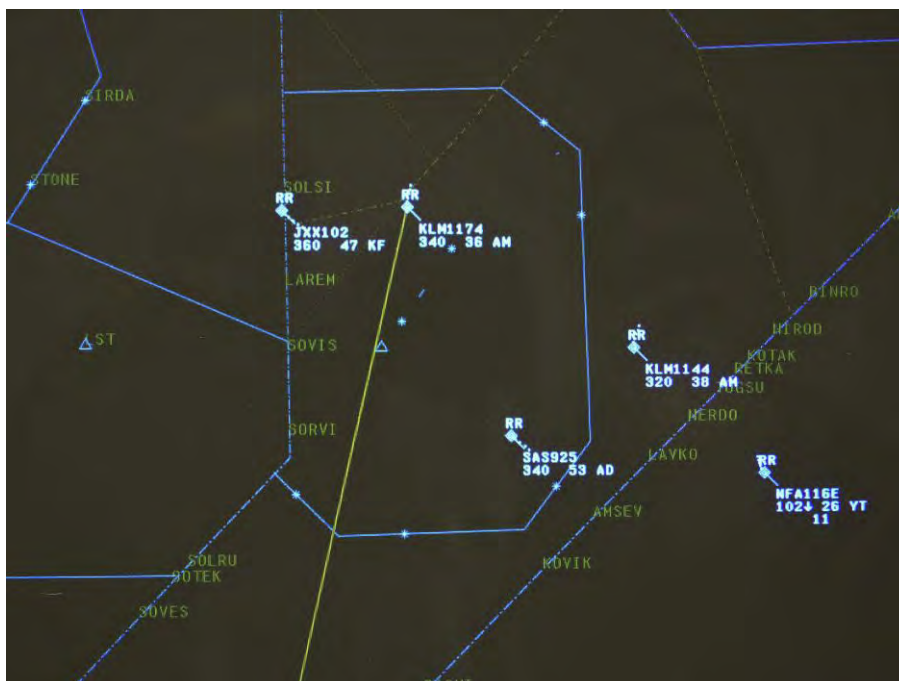 SIRDA
STONE
RR
SOLSI
JXX102
360 47 KF
RR
KLM1174
340 36 AM
LAREM
SOVIS
LST
SORVI
RR
KLM1144
320 38 AM
BINRO
NIROD
KOTAK
RETKA
NERDO
LAVKO
AMSEV
KOVIK
RR
SAS925
340 53 AD
RR
NFA116E
102↓ 26 YT
11
SOLRU
SOTEK
SOVES